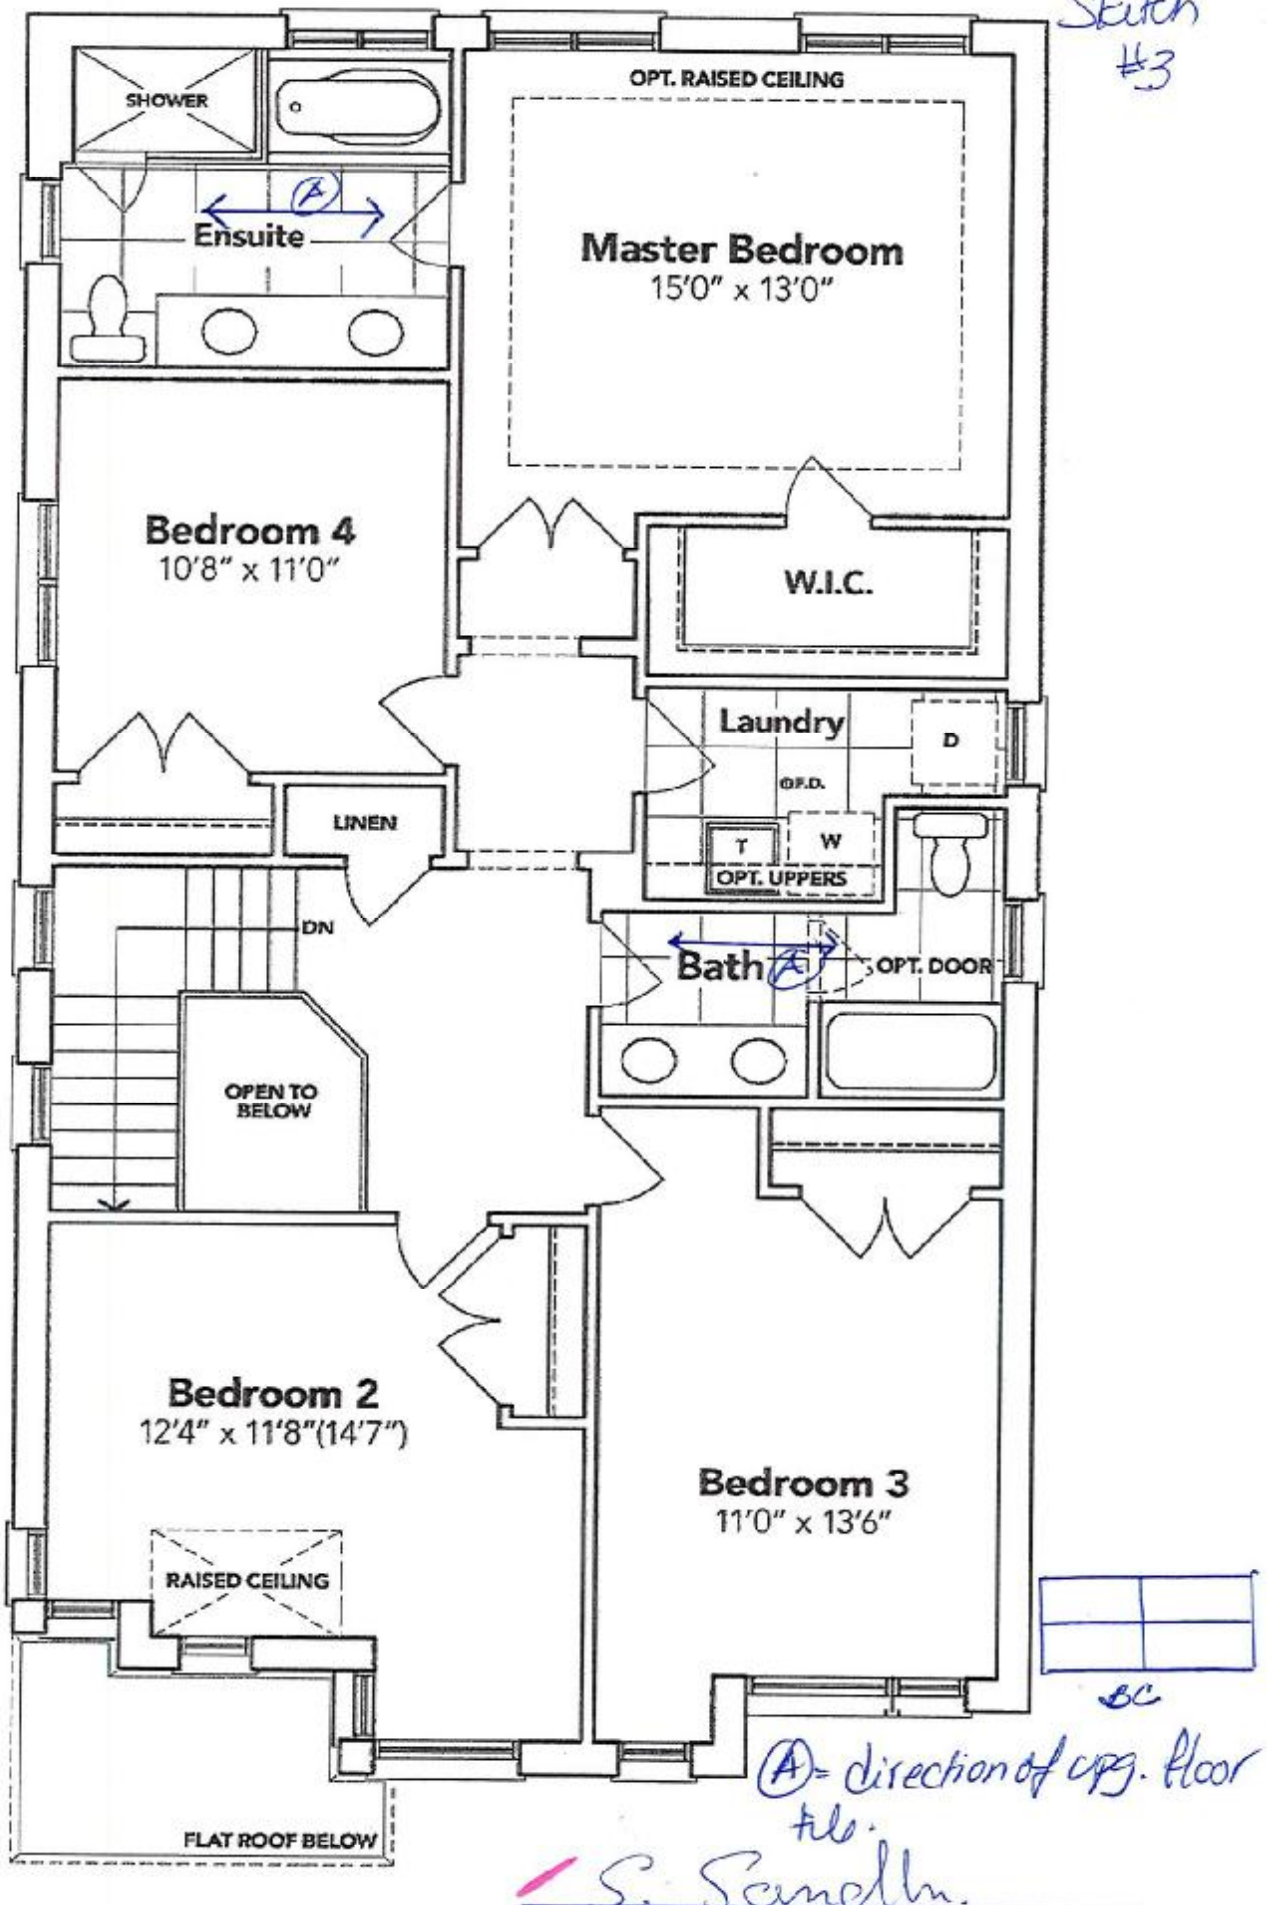 Sketch
#3
OPT. RAISED CEILING
SHOWER
A
Ensuite
Master Bedroom
15'0" x 13'0"
Bedroom 4
10'8" x 11'0"
W.I.C.
Laundry
D
F.D.
LINEN
T
W
OPT. UPPERS
DN
Bath A
OPT. DOOR
OPEN TO
BELOW
Bedroom 2
12'4" x 11'8"(14'7")
Bedroom 3
11'0" x 13'6"
RAISED CEILING
BC
A = direction of upg. floor
tile.
FLAT ROOF BELOW
S.